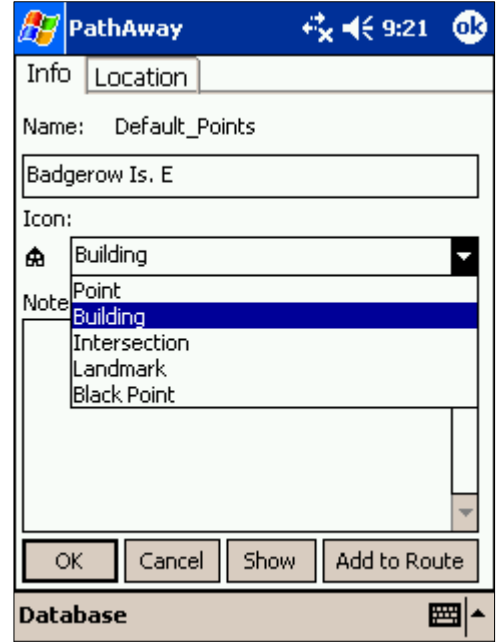 PathAway 9:21 ok
Info Location
Name: Default_Points
Badgerow Is. E
Icon:
Building
Note
Point
Building
Intersection
Landmark
Black Point
OK Cancel Show Add to Route
Database